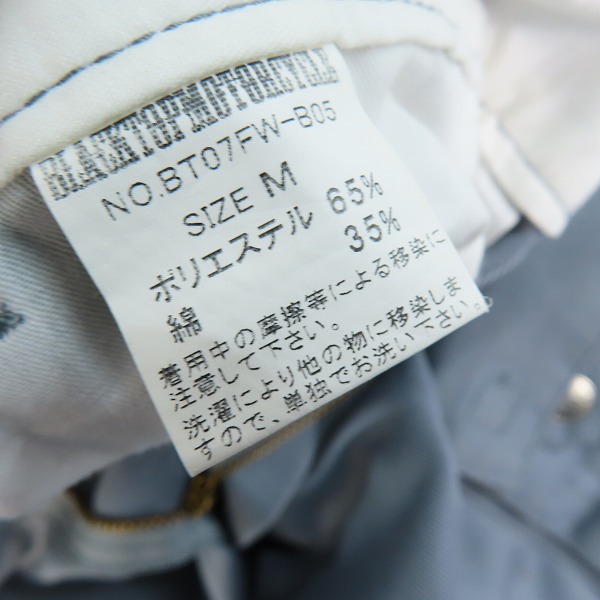 BLACKTOPMOTORCYCLE
NO.BT07FW-B05
SIZE M
ポリエステル 65%
綿 35%
着用中の摩擦等による移染に
注意して下さい。
洗濯により他の物に移染しま
すので、単独でお洗い下さい。